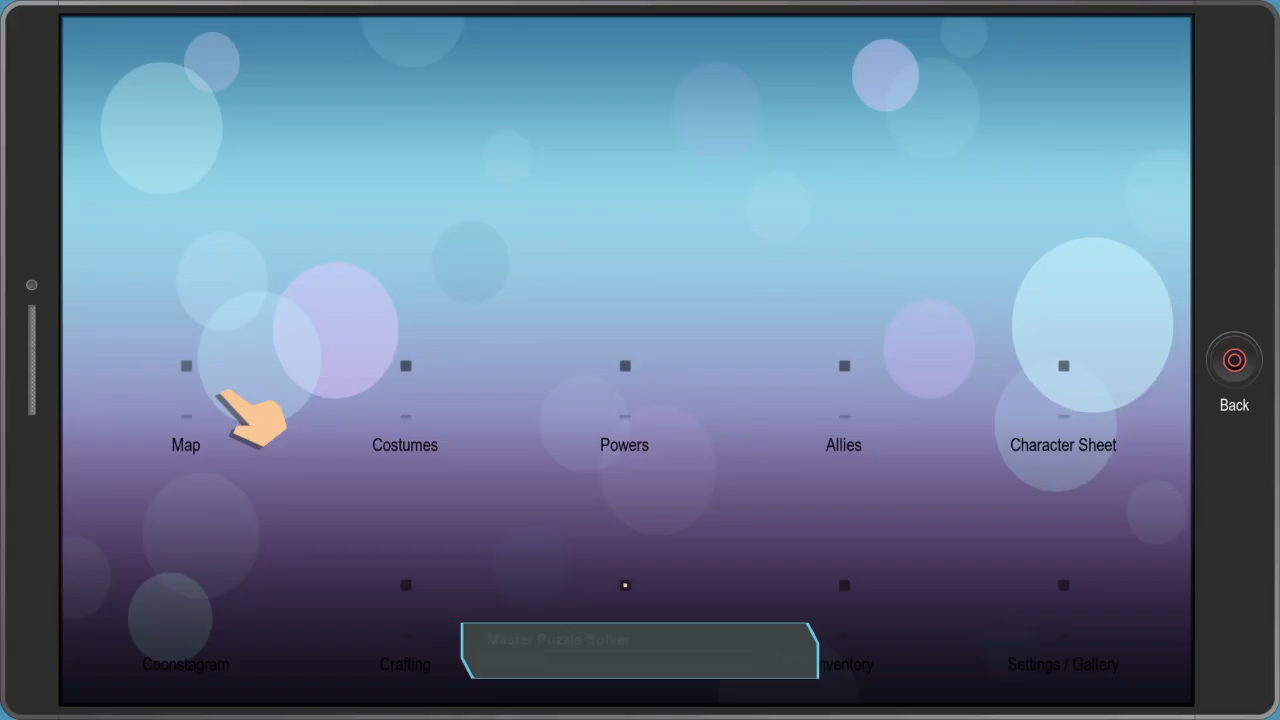 Map
Costumes
Powers
Allies
Character Sheet
Back
Master Puzzle Solver
Coonstagram
Crafting
nventory
Settings / Gallery